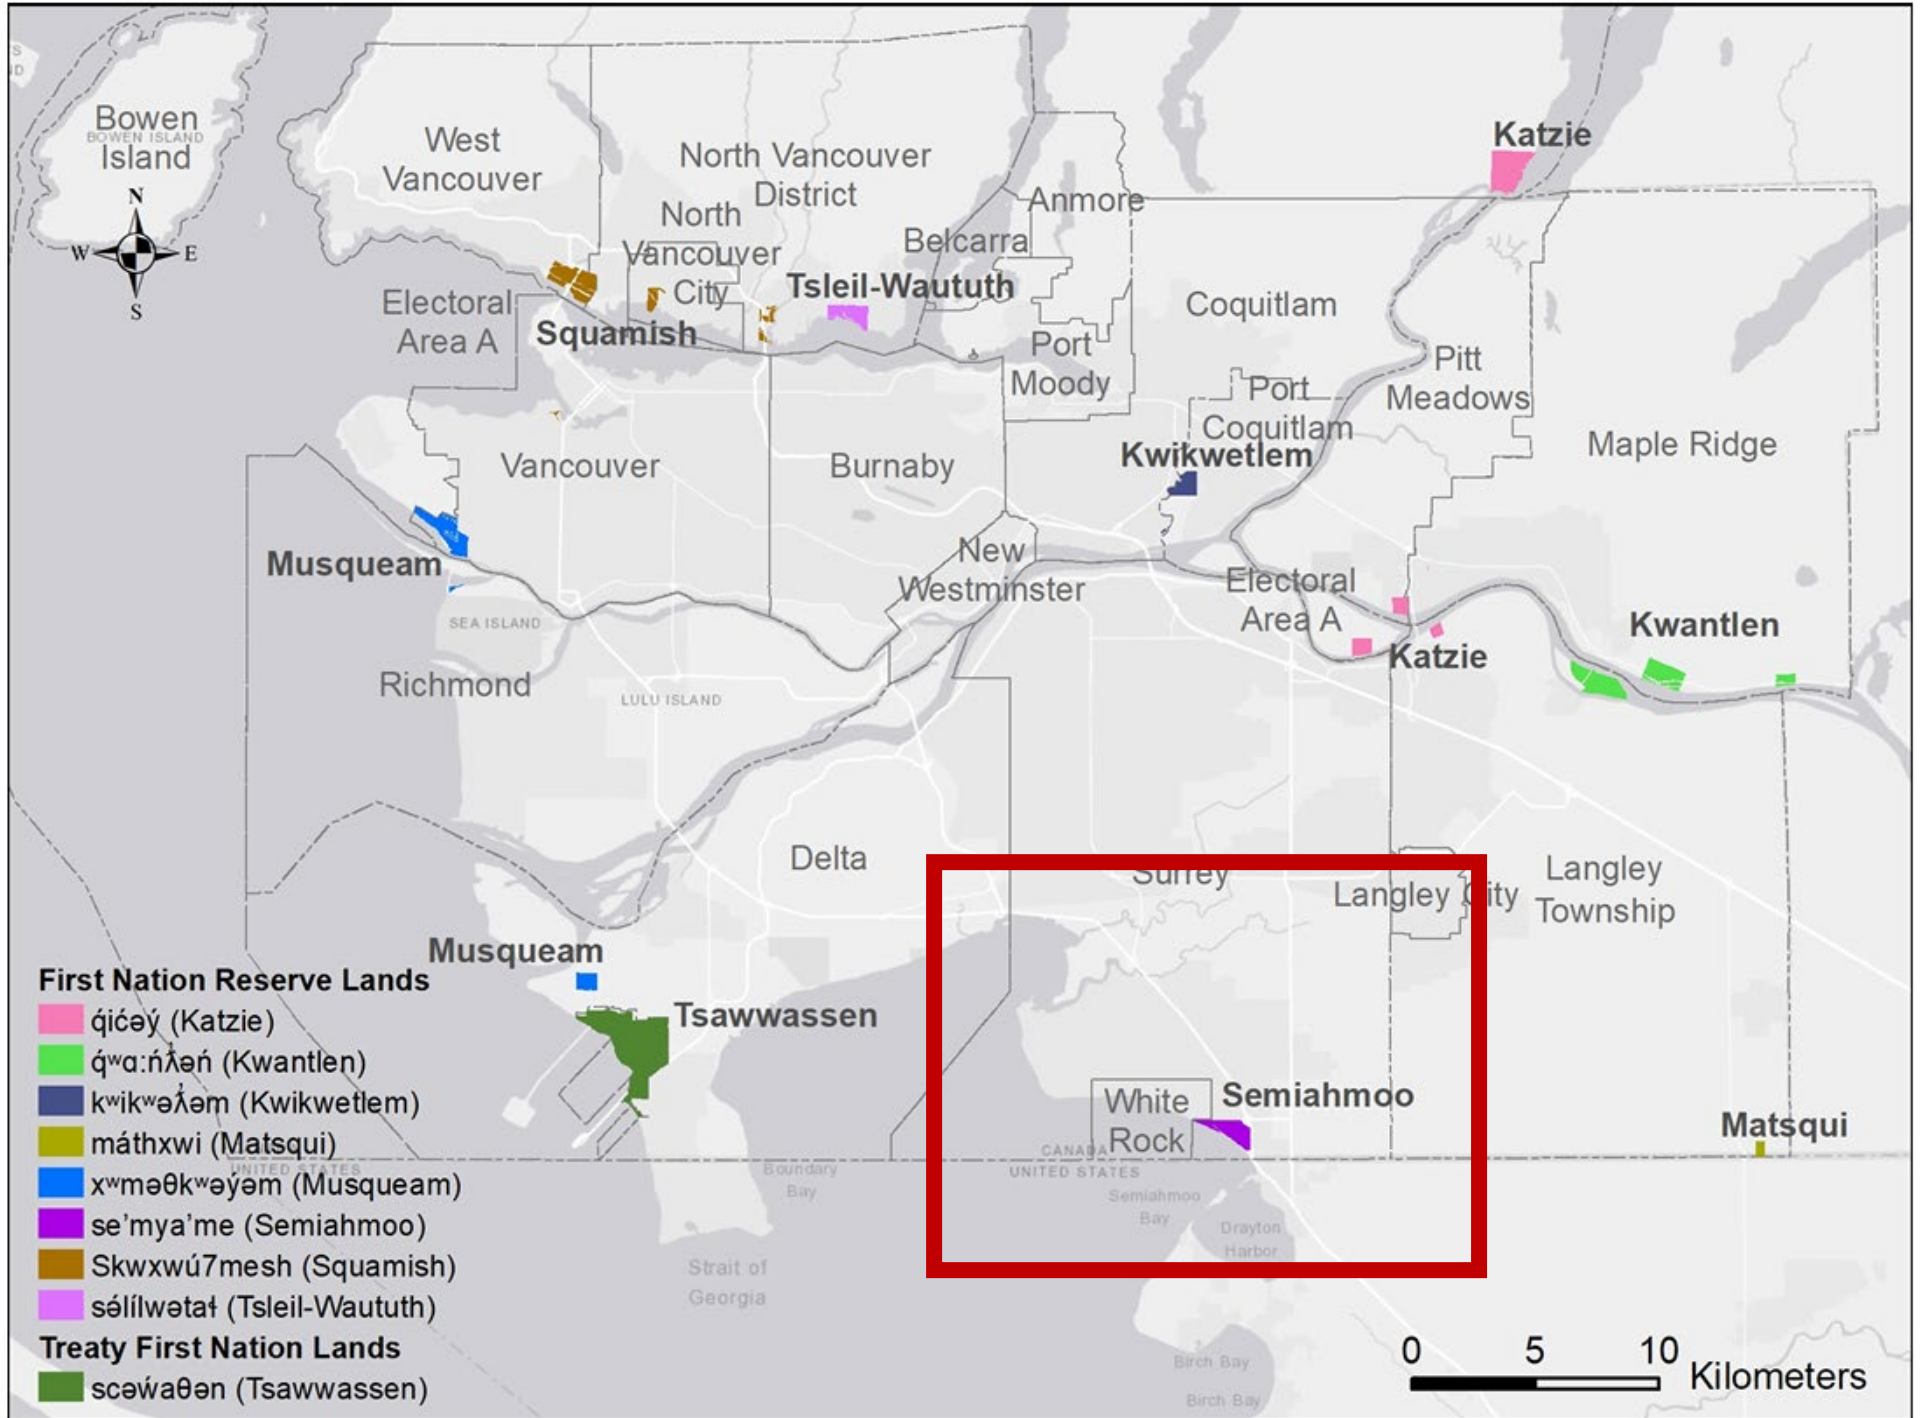 Bowen
BOWEN ISLAND
Island
N
W
E
S
West
Vancouver
North Vancouver
District
North
Vancouver
City
Anmore
Belcarra
Katzie
Electoral
Area A
Squamish
Tsleil-Waututh
Coquitlam
Port
Moody
Pitt
Meadows
Port
Coquitlam
Kwikwetlem
Maple Ridge
Vancouver
Burnaby
Musqueam
New
Westminster
Electoral
Area A
SEA ISLAND
Kwantlen
Katzie
Richmond
LULU ISLAND
Delta
Surrey
Langley City
Langley
Township
Musqueam
Tsawwassen
White
Rock
Semiahmoo
Matsqui
CANADA
UNITED STATES
UNITED STATES
Boundary
Bay
Semiahmoo
Bay
Drayton
Harbor
Strait of
Georgia
Birch Bay
Birch Bay
First Nation Reserve Lands
q̓ic̓əy̓ (Katzie)
q̓ʷɑ:n̓ƛ̓ən̓ (Kwantlen)
kʷikʷəƛ̓əm (Kwikwetlem)
máthxwi (Matsqui)
xʷməθkʷəy̓əm (Musqueam)
se’mya’me (Semiahmoo)
Skwxwú7mesh (Squamish)
sə́lílwətaɬ (Tsleil-Waututh)
Treaty First Nation Lands
scəw̓aθən (Tsawwassen)
0 5 10
Kilometers